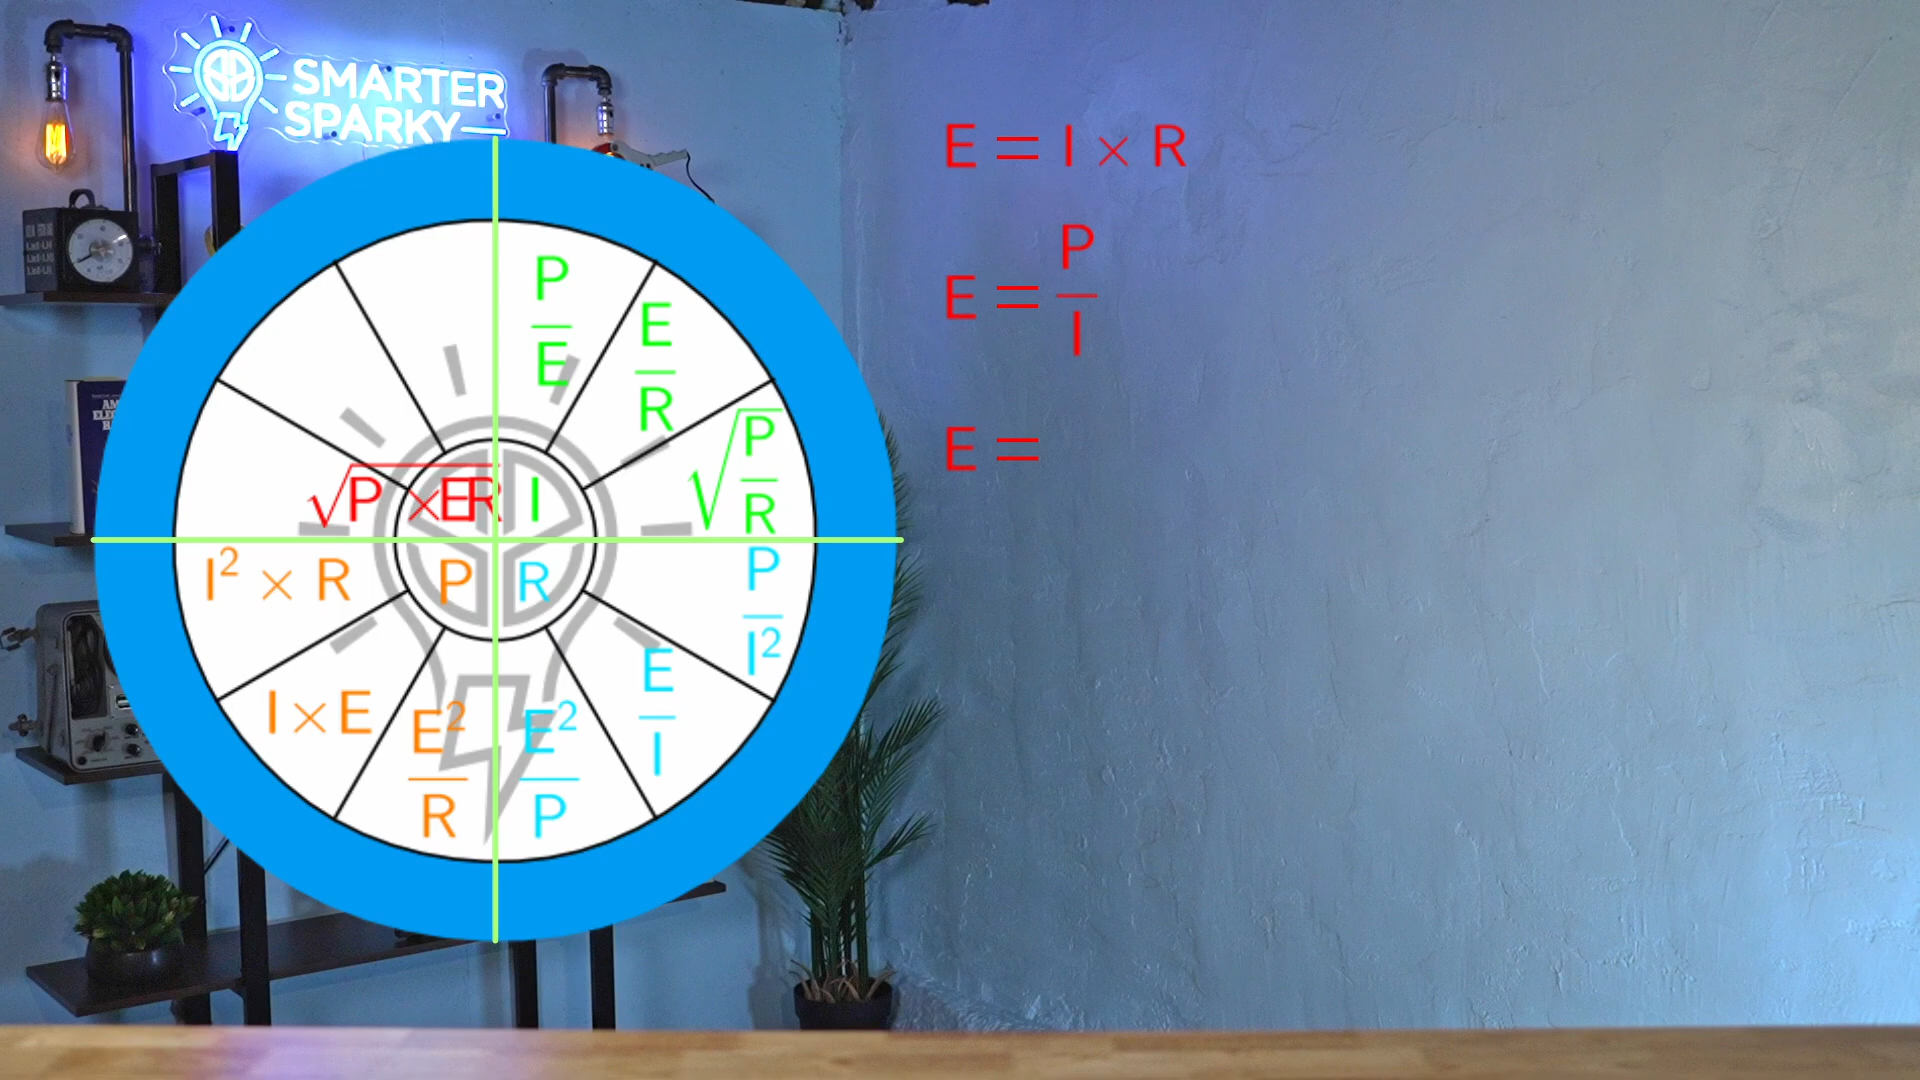 SMARTER
SPARKY
E = I × R
E = P/I
E =
P/E
E/R
√(P/R)
√P × R
E
I
P
R
I² × R
P/I²
I × E
E/I
E²/R
E²/P